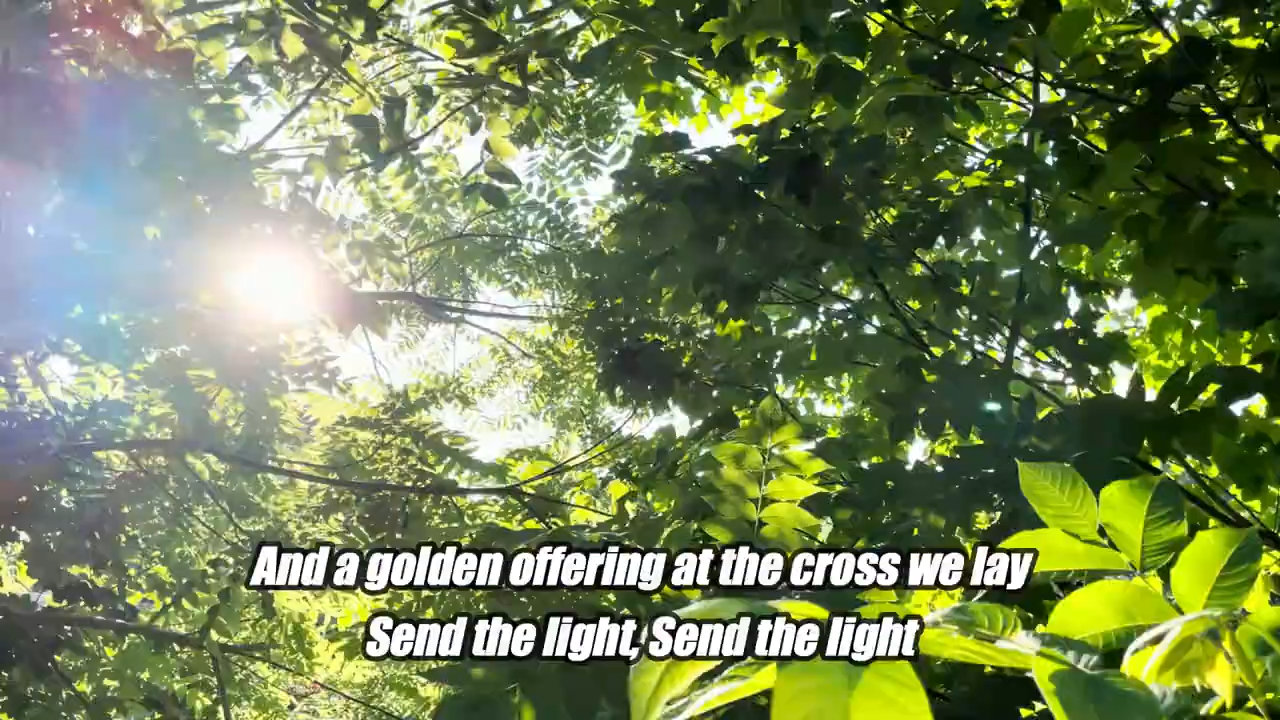 And a golden offering at the cross we lay
Send the light, Send the light